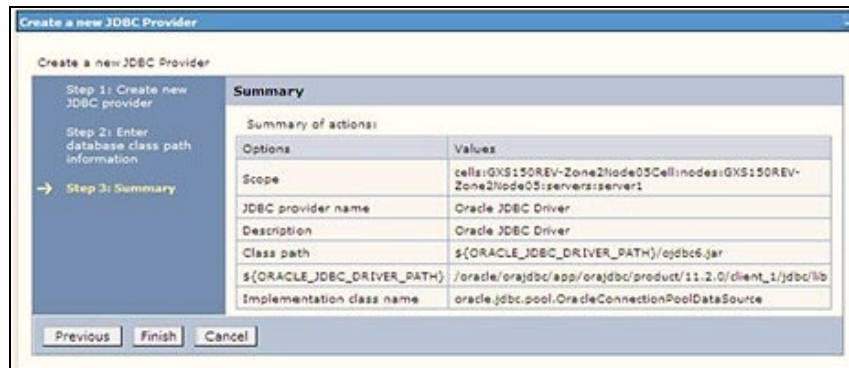 Create a new JDBC Provider
Create a new JDBC Provider
Step 1: Create new
JDBC provider
Step 2: Enter
database class path
information
Step 3: Summary
Summary
Summary of actions:
Options Values
Scope cells:GXS150REV-Zone2Node05Cell:nodes:GXS150REV-
Zone2Node05:servers:server1
JDBC provider name Oracle JDBC Driver
Description Oracle JDBC Driver
Class path ${ORACLE_JDBC_DRIVER_PATH}/ojdbc6.jar
${ORACLE_JDBC_DRIVER_PATH} /oracle/orajdbc/app/orajdbc/product/11.2.0/client_1/jdbc/lib
Implementation class name oracle.jdbc.pool.OracleConnectionPoolDataSource
Previous Finish Cancel